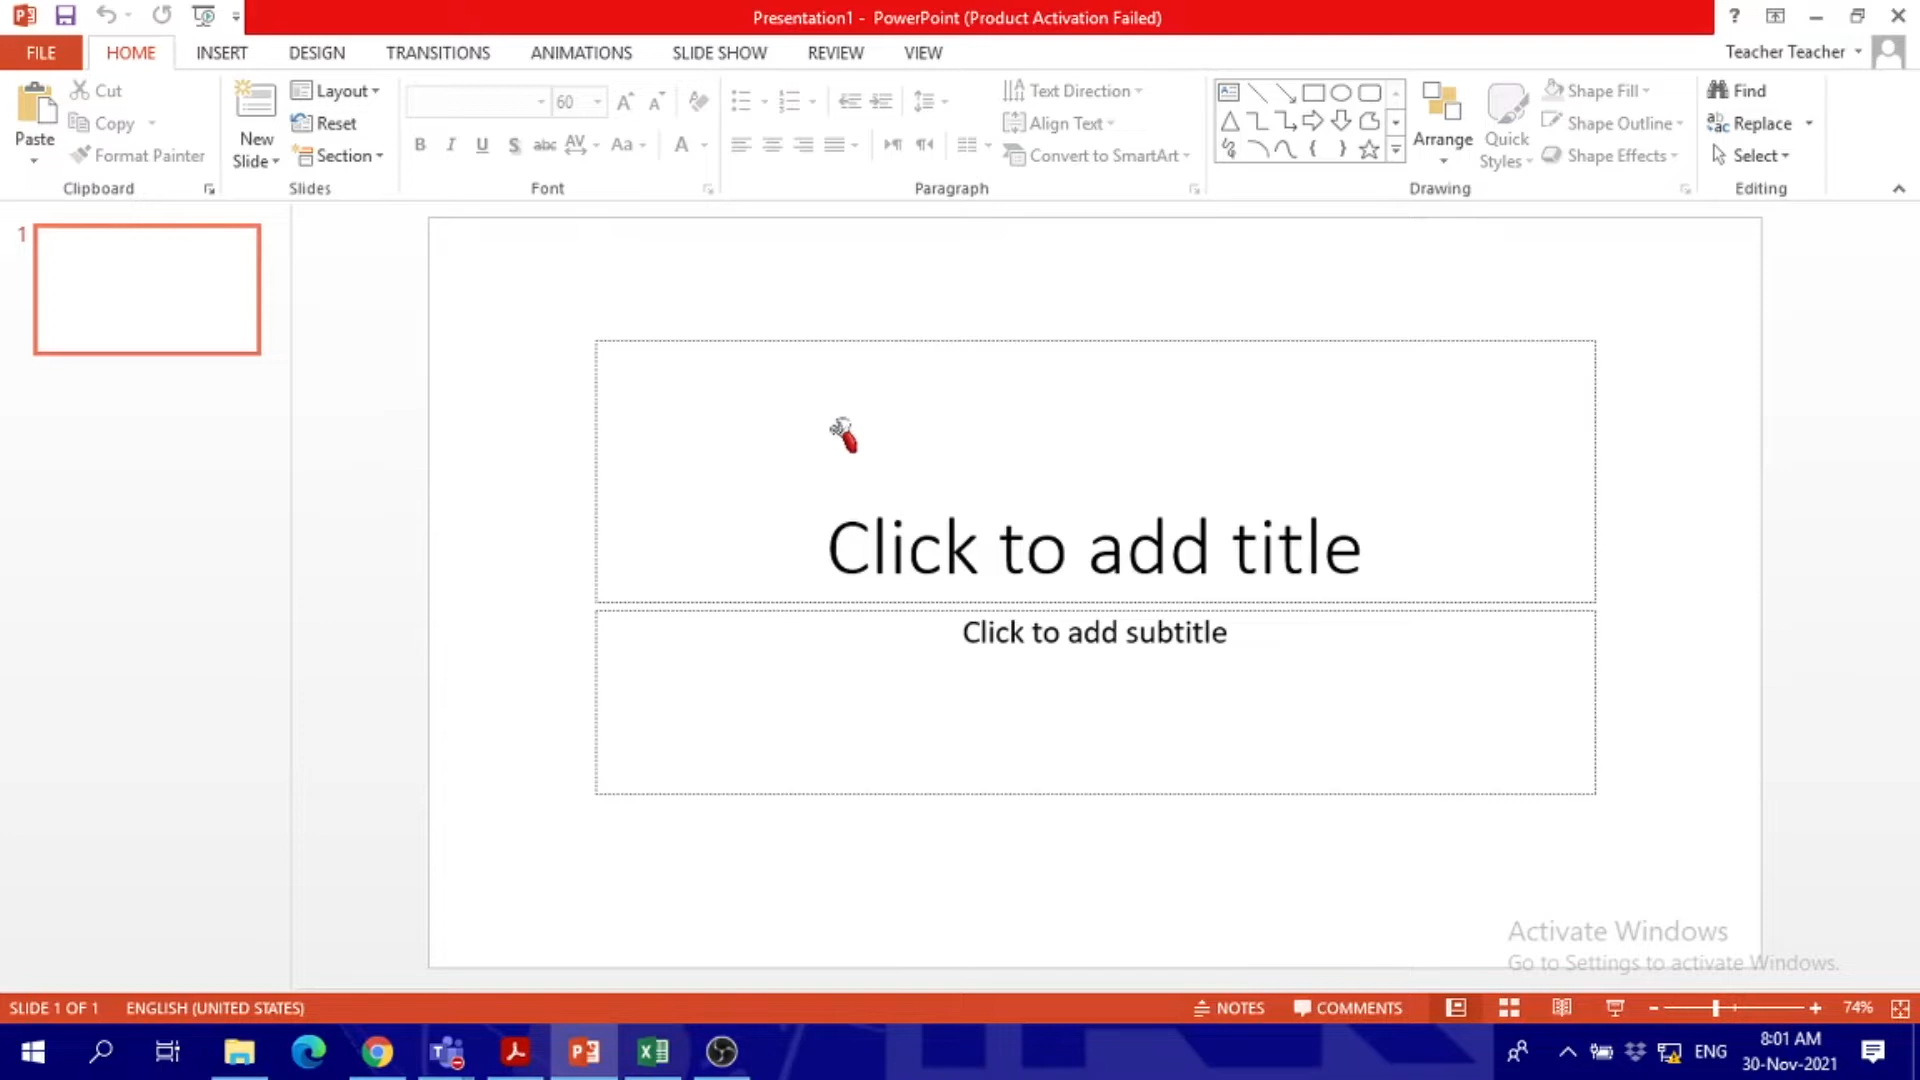 Presentation1 - PowerPoint (Product Activation Failed)
?
FILE HOME INSERT DESIGN TRANSITIONS ANIMATIONS SLIDE SHOW REVIEW VIEW Teacher Teacher
Paste
Cut
Copy
Format Painter
Clipboard
New Slide
Layout
Reset
Section
Slides
60
B I U S abc AV Aa A
Font
Text Direction
Align Text
Convert to SmartArt
Paragraph
Arrange
Quick Styles
Shape Fill
Shape Outline
Shape Effects
Drawing
Find
Replace
Select
Editing
1
Click to add title
Click to add subtitle
Activate Windows
Go to Settings to activate Windows.
SLIDE 1 OF 1 ENGLISH (UNITED STATES) NOTES COMMENTS 74%
ENG
8:01 AM
30-Nov-2021